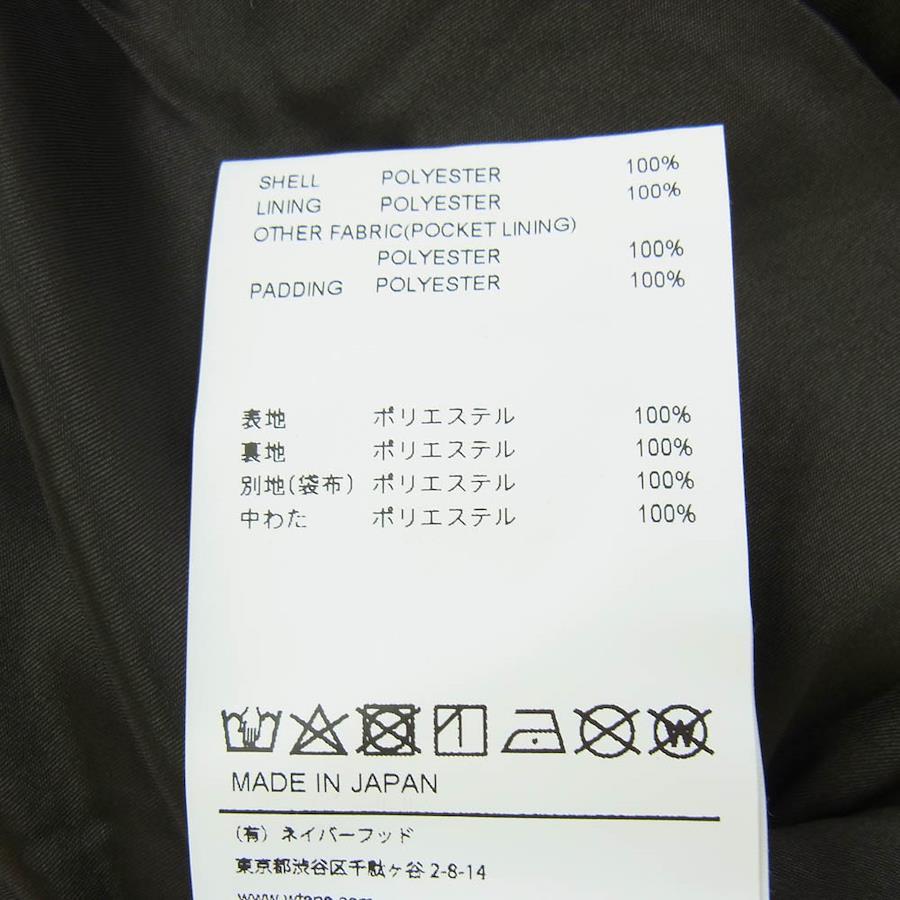 SHELL POLYESTER 100%
LINING POLYESTER 100%
OTHER FABRIC(POCKET LINING)
POLYESTER 100%
PADDING POLYESTER 100%
表地 ポリエステル 100%
裏地 ポリエステル 100%
別地(袋布) ポリエステル 100%
中わた ポリエステル 100%
W
MADE IN JAPAN
(有) ネイバーフッド
東京都渋谷区千駄ヶ谷 2-8-14
www.wtaps.com